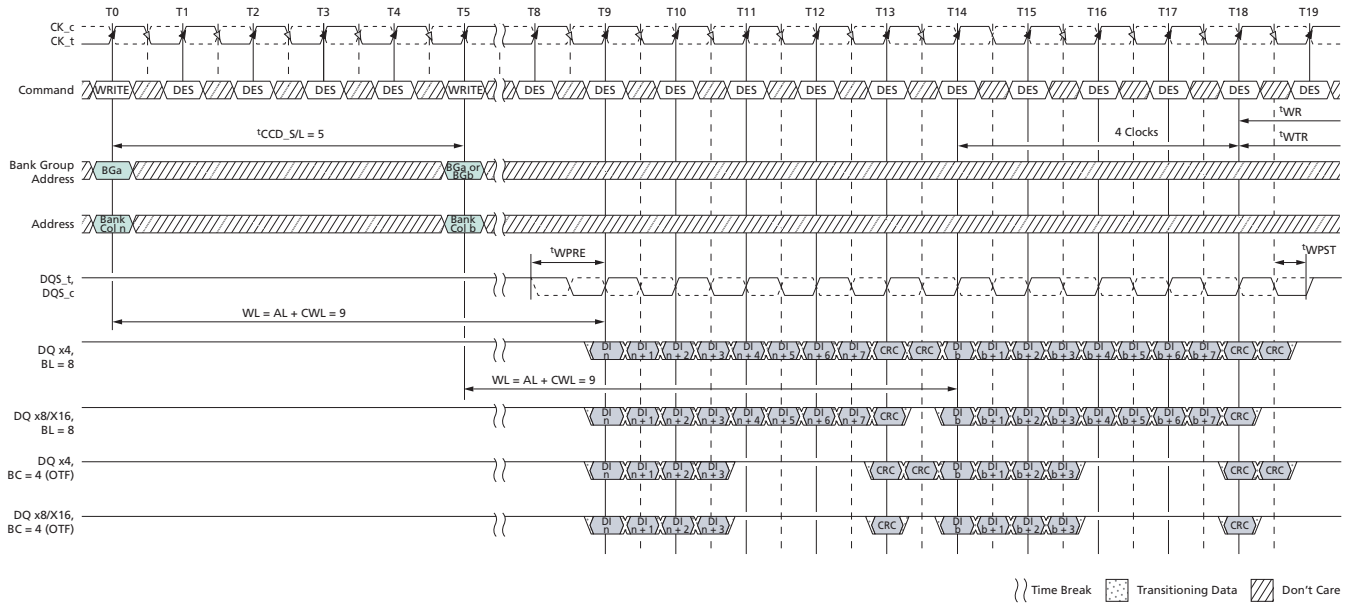 T0 T1 T2 T3 T4 T5 T8 T9 T10 T11 T12 T13 T14 T15 T16 T17 T18 T19
CK_c
CK_t
Command WRITE DES DES DES DES WRITE DES DES DES DES DES DES DES DES DES DES DES DES
tCCD_S/L = 5
4 Clocks
tWR
tWTR
Bank Group
Address
BGa
BGa or
BGb
Address
Bank
Col n
Bank
Col b
tWPRE
tWPST
DQS_t,
DQS_c
WL = AL + CWL = 9
DQ x4,
BL = 8
DI n DI n + 1 DI n + 2 DI n + 3 DI n + 4 DI n + 5 DI n + 6 DI n + 7 CRC CRC DI b DI b + 1 DI b + 2 DI b + 3 DI b + 4 DI b + 5 DI b + 6 DI b + 7 CRC CRC
WL = AL + CWL = 9
DQ x8/X16,
BL = 8
DI n DI n + 1 DI n + 2 DI n + 3 DI n + 4 DI n + 5 DI n + 6 DI n + 7 CRC DI b DI b + 1 DI b + 2 DI b + 3 DI b + 4 DI b + 5 DI b + 6 DI b + 7 CRC
DQ x4,
BC = 4 (OTF)
DI n DI n + 1 DI n + 2 DI n + 3 CRC CRC DI b DI b + 1 DI b + 2 DI b + 3 CRC CRC
DQ x8/X16,
BC = 4 (OTF)
DI n DI n + 1 DI n + 2 DI n + 3 CRC DI b DI b + 1 DI b + 2 DI b + 3 CRC
Time Break Transitioning Data Don't Care